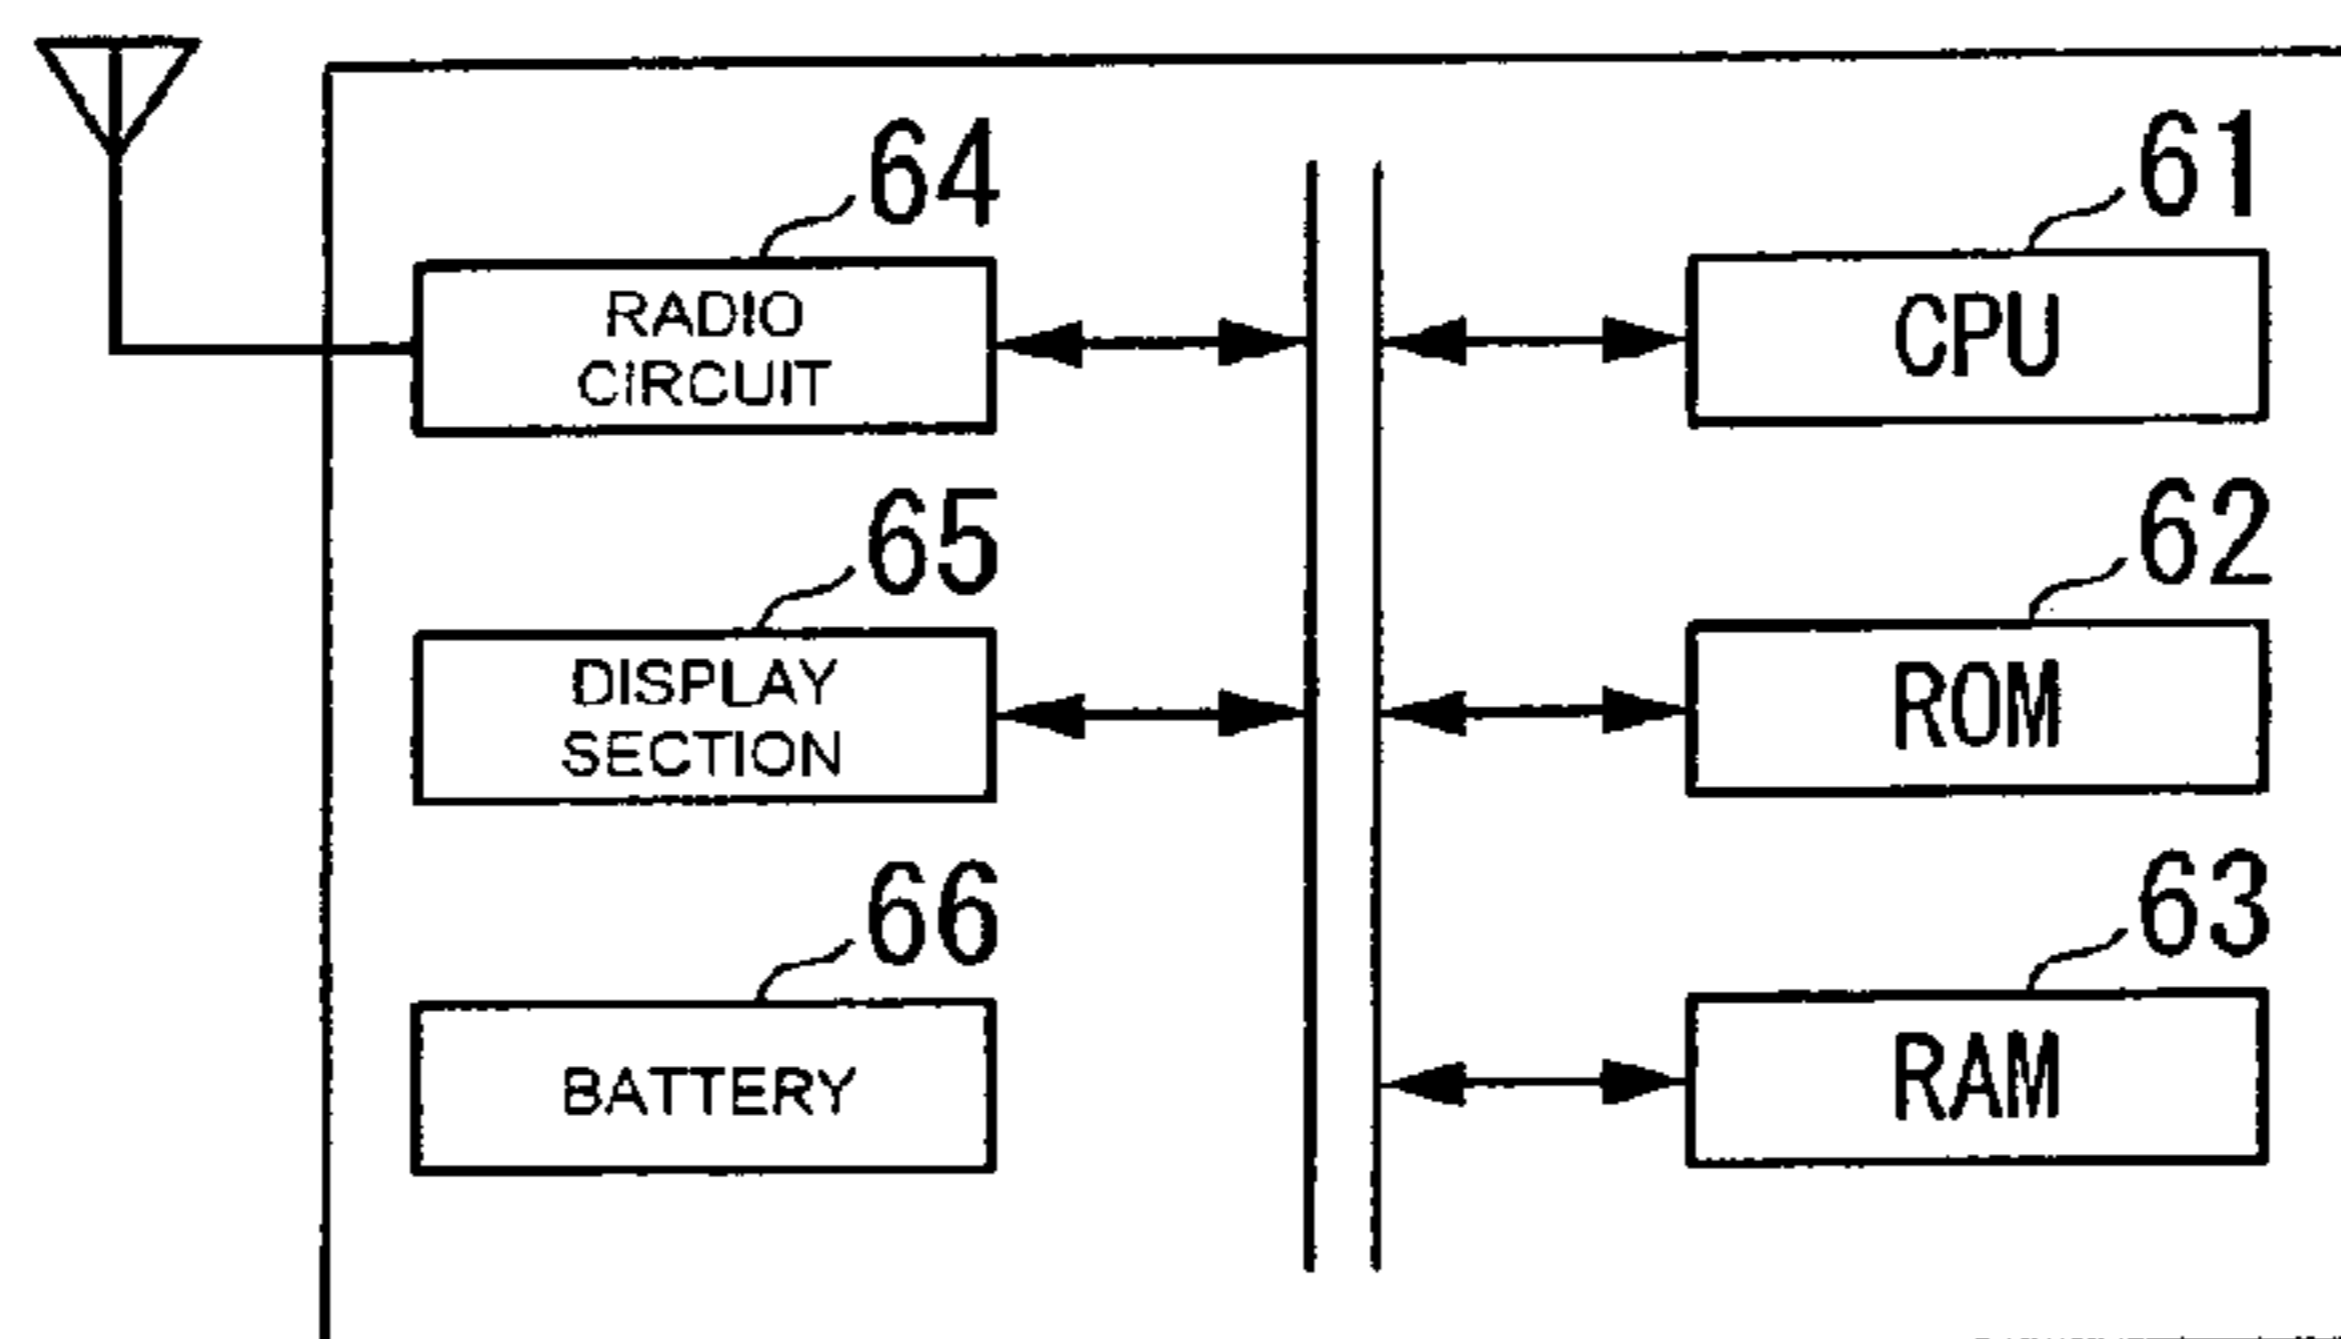 64
RADIO
CIRCUIT
61
CPU
65
DISPLAY
SECTION
62
ROM
66
BATTERY
63
RAM